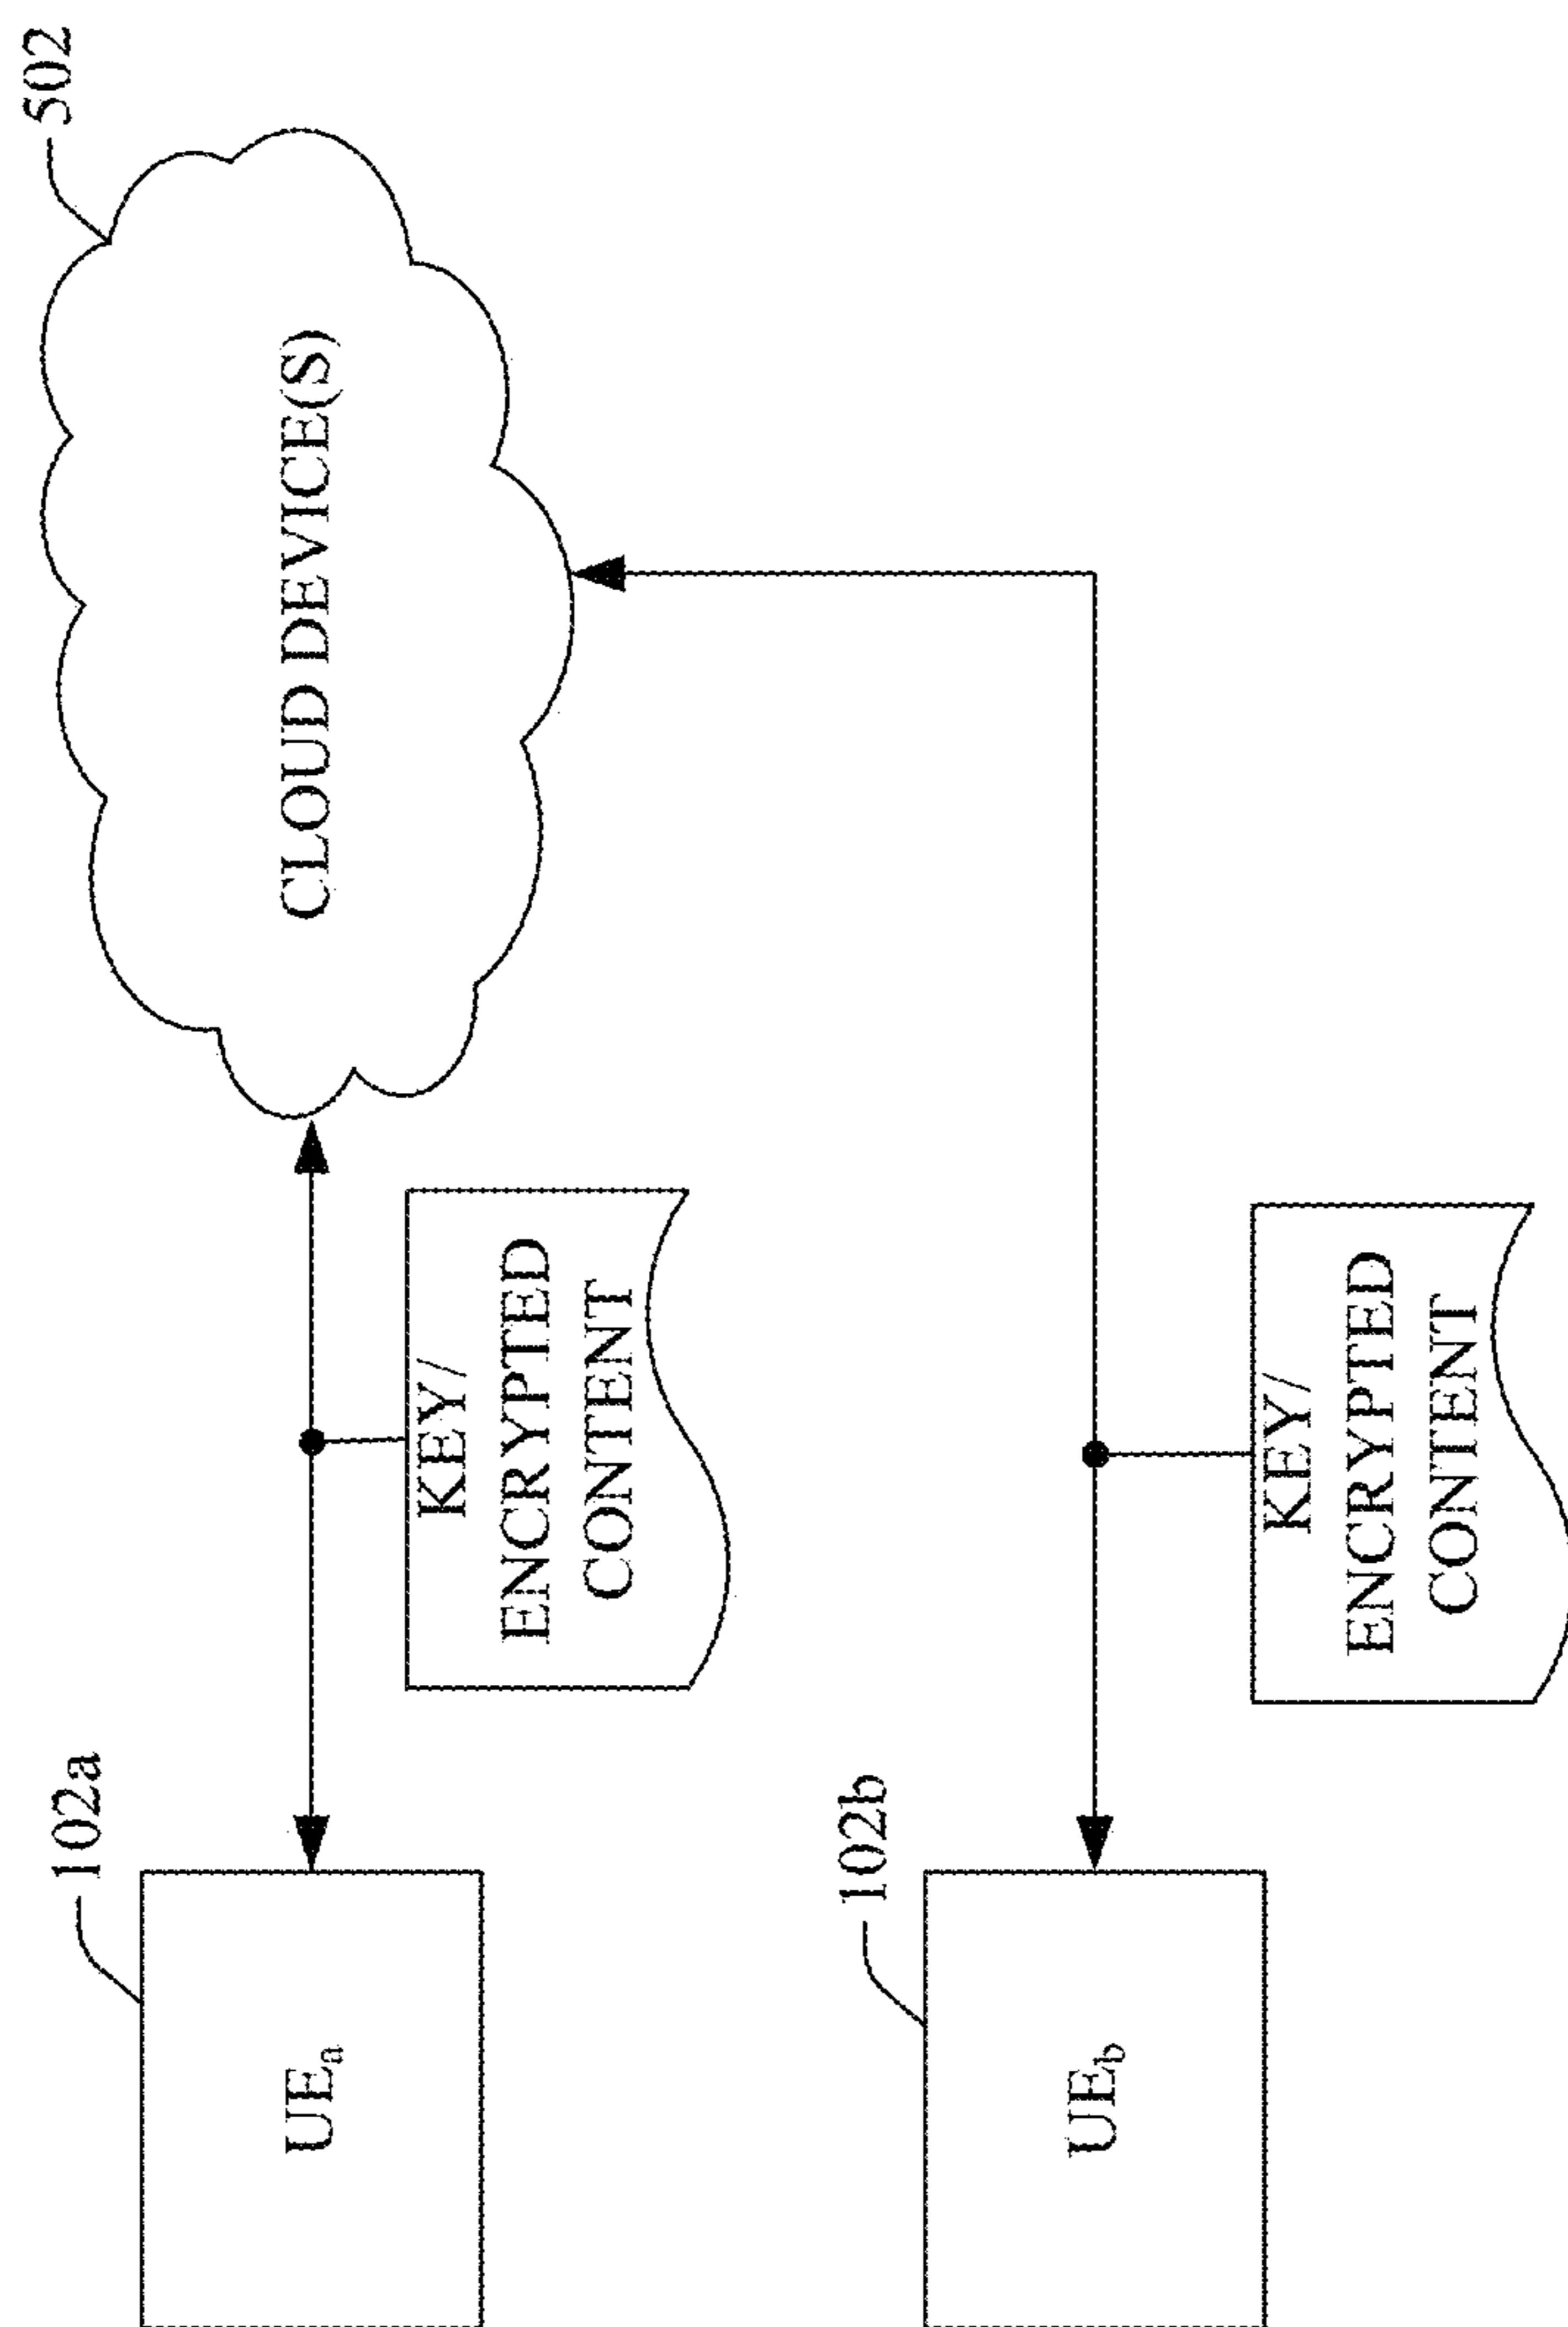 102a
UEa
KEY/
ENCRYPTED
CONTENT
502
CLOUD DEVICE(S)
102b
UEb
KEY/
ENCRYPTED
CONTENT